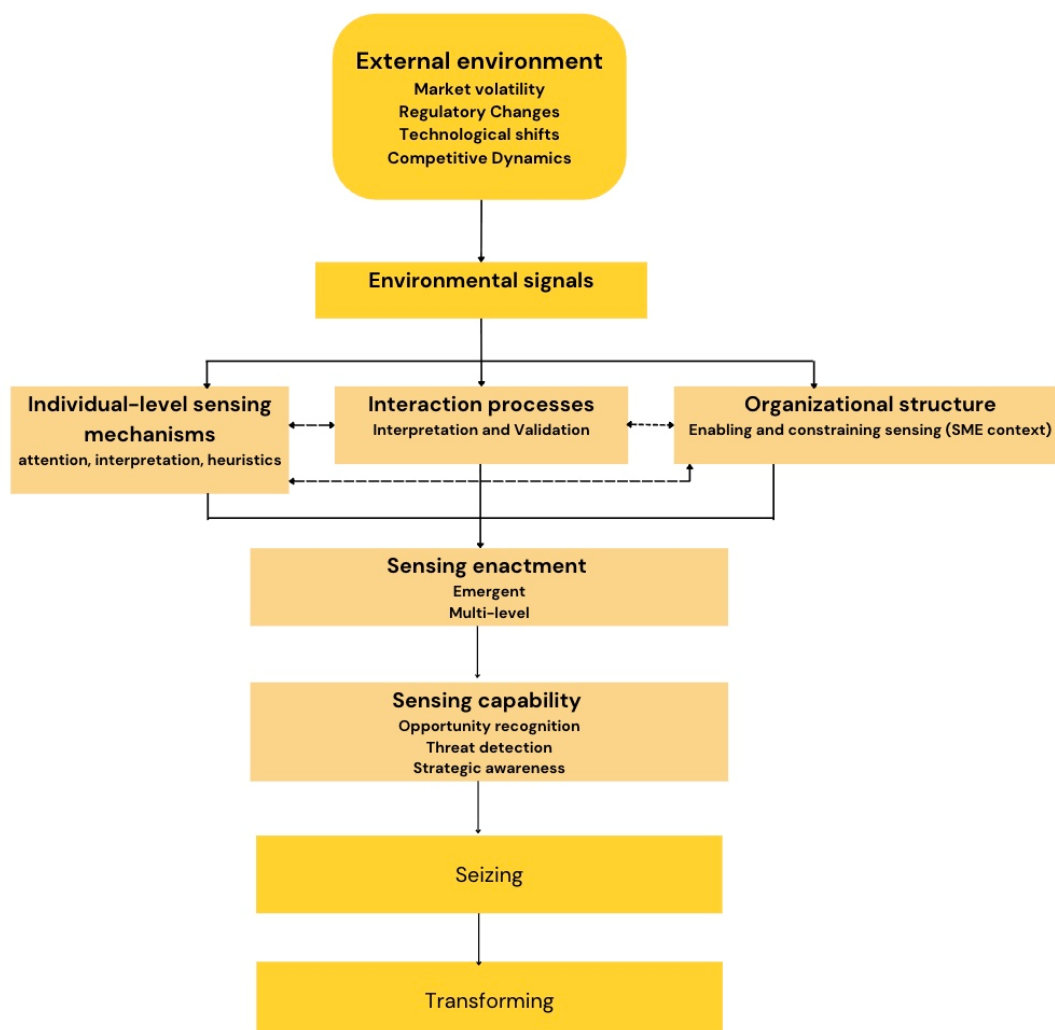 External environment
Market volatility
Regulatory Changes
Technological shifts
Competitive Dynamics
Environmental signals
Individual-level sensing
mechanisms
attention, interpretation, heuristics
Interaction processes
Interpretation and Validation
Organizational structure
Enabling and constraining sensing (SME context)
Sensing enactment
Emergent
Multi-level
Sensing capability
Opportunity recognition
Threat detection
Strategic awareness
Seizing
Transforming